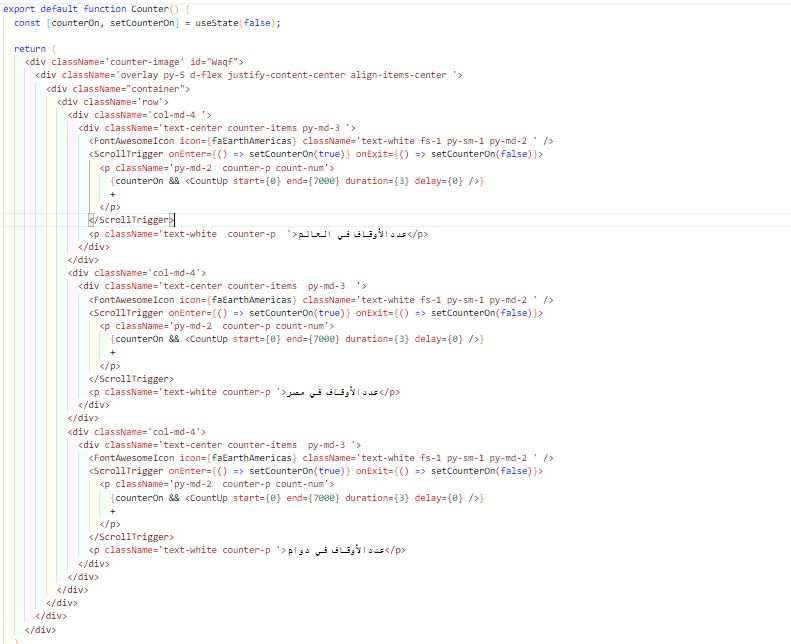 export default function Counter() {
const [counterOn, setCounterOn] = useState(false);
return (
<div className='counter-image' id="Waqf">
<div className='overlay py-5 d-flex justify-content-center align-items-center '>
<div className="container">
<div className='row'>
<div className='col-md-4 '>
<div className='text-center counter-items py-md-3 '>
<FontAwesomeIcon icon={faEarthAmericas} className='text-white fs-1 py-sm-1 py-md-2 ' />
<ScrollTrigger onEnter={() => setCounterOn(true)} onExit={() => setCounterOn(false)}>
<p className='py-md-2  counter-p count-num'>
{counterOn && <CountUp start={0} end={7000} duration={3} delay={0} />}
+
</p>
</ScrollTrigger>
<p className='text-white  counter-p  '>عدد الأوقاف في العالم</p>
</div>
</div>
<div className='col-md-4'>
<div className='text-center counter-items  py-md-3  '>
<FontAwesomeIcon icon={faEarthAmericas} className='text-white fs-1 py-sm-1 py-md-2 ' />
<ScrollTrigger onEnter={() => setCounterOn(true)} onExit={() => setCounterOn(false)}>
<p className='py-md-2  counter-p count-num'>
{counterOn && <CountUp start={0} end={7000} duration={3} delay={0} />}
+
</p>
</ScrollTrigger>
<p className='text-white counter-p '>عدد الأوقاف في مصر</p>
</div>
</div>
<div className='col-md-4'>
<div className='text-center counter-items  py-md-3 '>
<FontAwesomeIcon icon={faEarthAmericas} className='text-white fs-1 py-sm-1 py-md-2 ' />
<ScrollTrigger onEnter={() => setCounterOn(true)} onExit={() => setCounterOn(false)}>
<p className='py-md-2  counter-p count-num'>
{counterOn && <CountUp start={0} end={7000} duration={3} delay={0} />}
+
</p>
</ScrollTrigger>
<p className='text-white counter-p '>عدد الأوقاف في دوام</p>
</div>
</div>
</div>
</div>
</div>
</div>
)